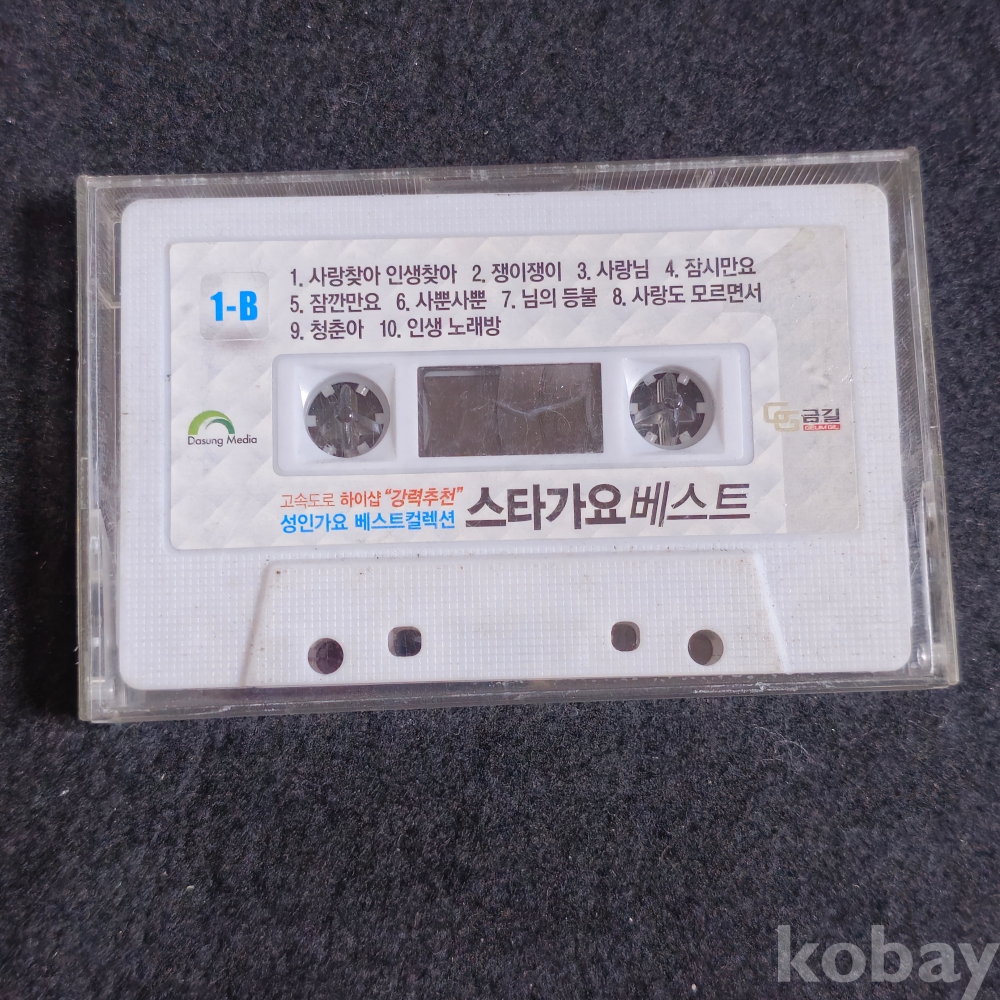 1. 사랑찾아 인생찾아 2. 쟁이쟁이 3. 사랑님 4. 잠시만요
5. 잠깐만요 6. 사뿐사뿐 7. 님의 등불 8. 사랑도 모르면서
9. 청춘아 10. 인생 노래방
1-B
Dasung Media
금길
GEUM GIL
고속도로 하이샵 "강력추천"
성인가요 베스트컬렉션 스타가요베스트
kobay